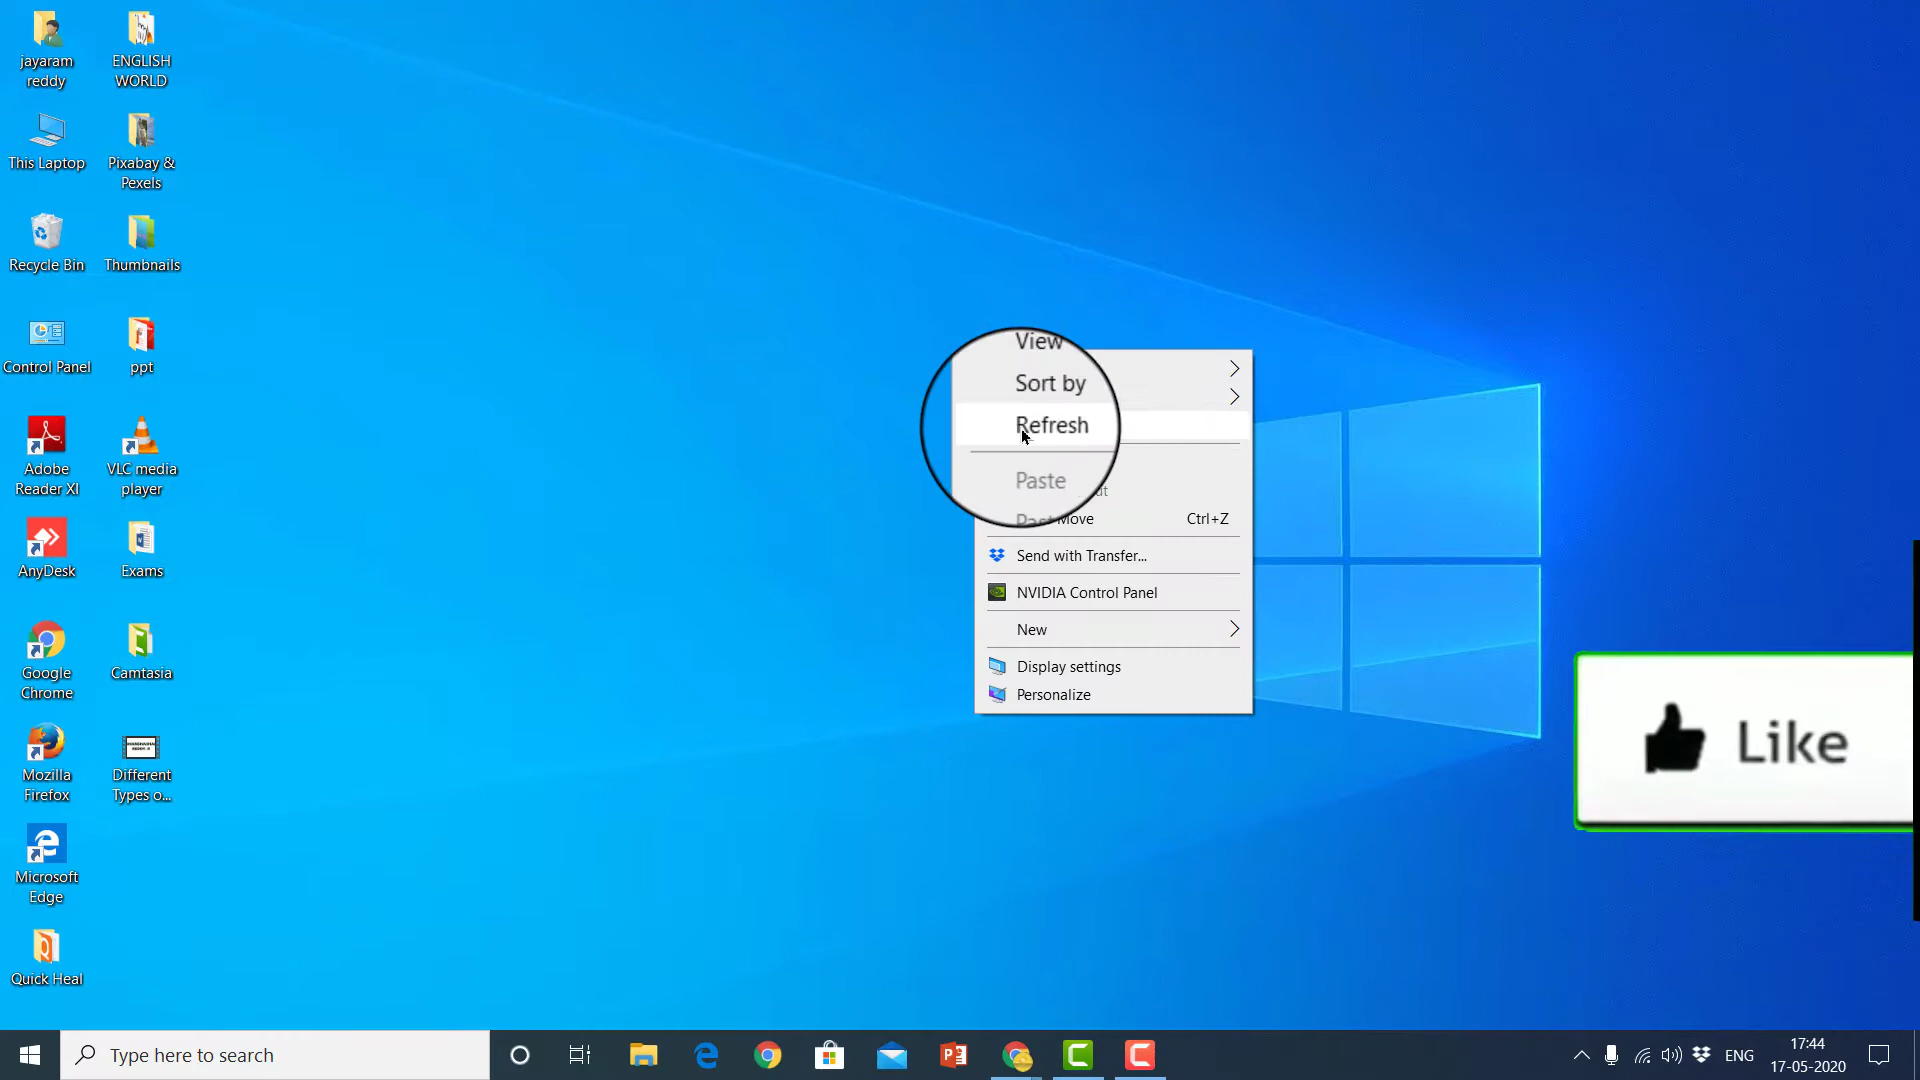 jayaram
reddy
ENGLISH
WORLD
This Laptop
Pixabay &
Pexels
Recycle Bin
Thumbnails
Control Panel
ppt
Adobe
Reader XI
VLC media
player
AnyDesk
Exams
Google
Chrome
Camtasia
Mozilla
Firefox
Different
Types o...
Microsoft
Edge
Quick Heal
View
Sort by
Refresh
Paste
Move Ctrl+Z
Send with Transfer...
NVIDIA Control Panel
New
Display settings
Personalize
Like
Type here to search
ENG
17:44
17-05-2020